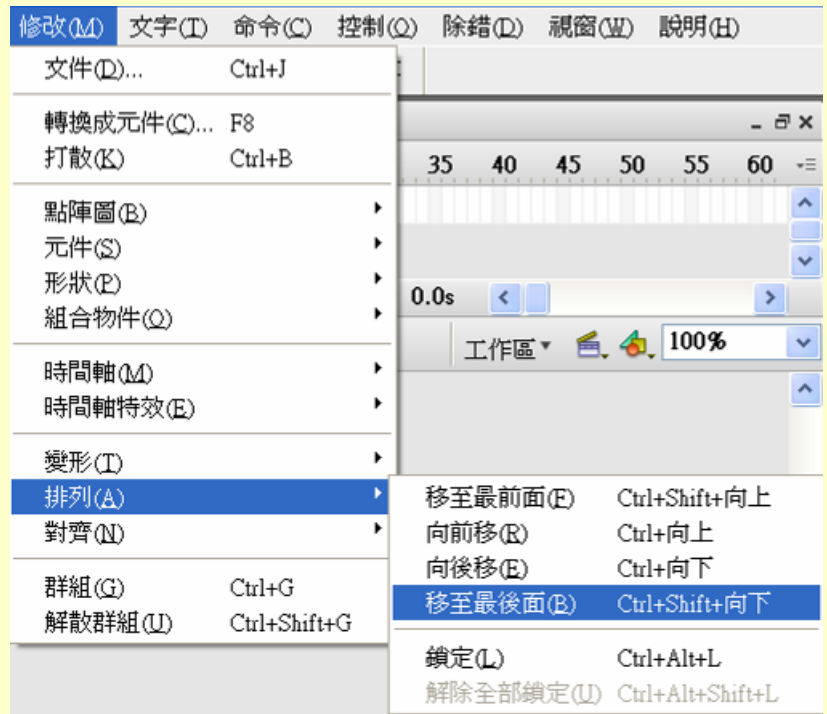 修改(M) 文字(T) 命令(C) 控制(O) 除錯(D) 視窗(W) 說明(H)
文件(D)... Ctrl+J
轉換成元件(C)... F8
打散(K) Ctrl+B
35 40 45 50 55 60
點陣圖(B)
元件(S)
形狀(P)
0.0s
組合物件(O)
工作區 100%
時間軸(M)
時間軸特效(E)
變形(T)
排列(A)
對齊(N)
群組(G) Ctrl+G
解散群組(U) Ctrl+Shift+G
移至最前面(F) Ctrl+Shift+向上
向前移(R) Ctrl+向上
向後移(E) Ctrl+向下
移至最後面(B) Ctrl+Shift+向下
鎖定(L) Ctrl+Alt+L
解除全部鎖定(U) Ctrl+Alt+Shift+L